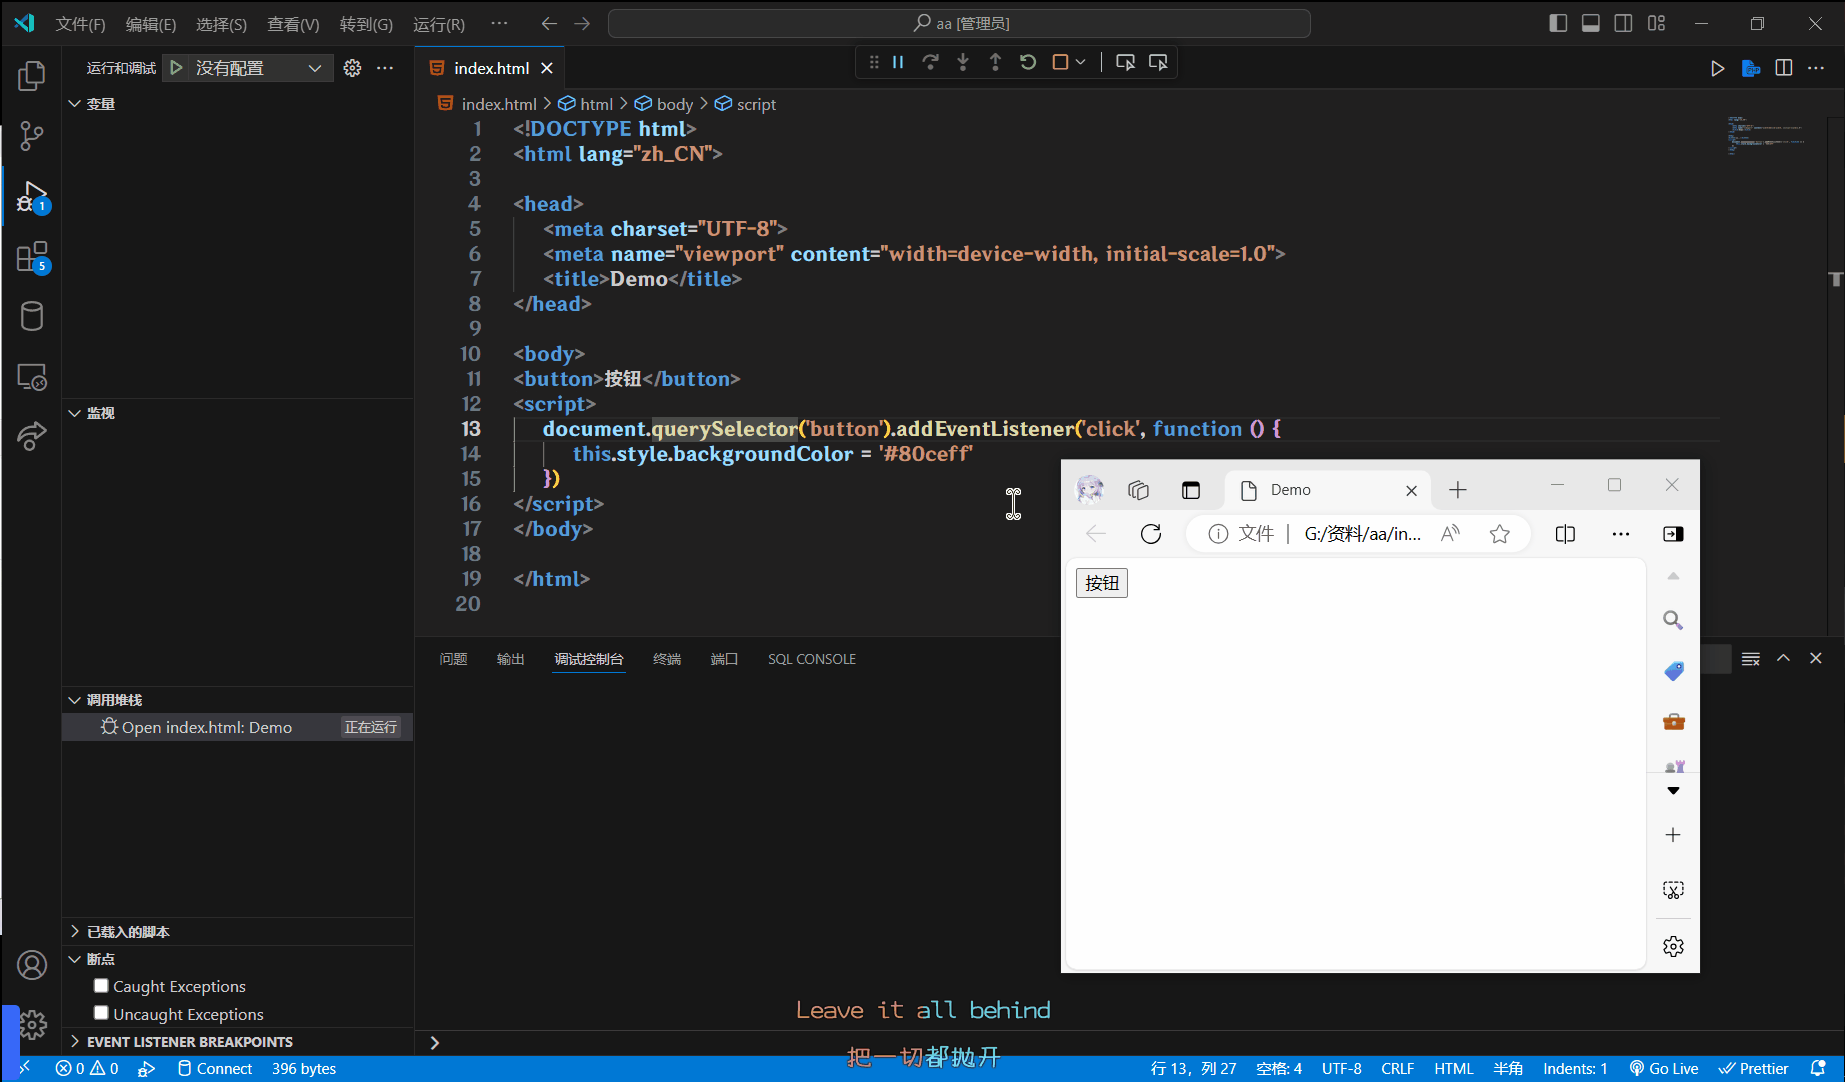 文件(F) 编辑(E) 选择(S) 查看(V) 转到(G) 运行(R) ··· aa [管理员]
运行和调试 没有配置 ···
index.html
index.html > html > body > script
变量
监视
调用堆栈
Open index.html: Demo 正在运行
已载入的脚本
断点
Caught Exceptions
Uncaught Exceptions
EVENT LISTENER BREAKPOINTS
1
5
1 <!DOCTYPE html>
2 <html lang="zh_CN">
3
4 <head>
5 <meta charset="UTF-8">
6 <meta name="viewport" content="width=device-width, initial-scale=1.0">
7 <title>Demo</title>
8 </head>
9
10 <body>
11 <button>按钮</button>
12 <script>
13 document.querySelector('button').addEventListener('click', function () {
14 this.style.backgroundColor = '#80ceff'
15 })
16 </script>
17 </body>
18
19 </html>
20
问题 输出 调试控制台 终端 端口 SQL CONSOLE
Demo
文件 | G:/资料/aa/in...
按钮
Leave it all behind
把一切都抛开
0 0 Connect 396 bytes 行 13，列 27 空格: 4 UTF-8 CRLF HTML 半角 Indents: 1 Go Live Prettier